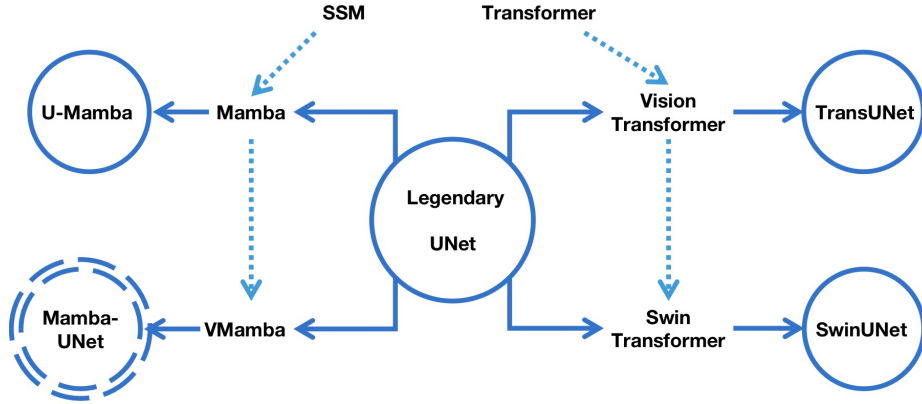 SSM
Transformer
U-Mamba
Mamba
Vision
Transformer
TransUNet
Legendary
UNet
Mamba-
UNet
VMamba
Swin
Transformer
SwinUNet